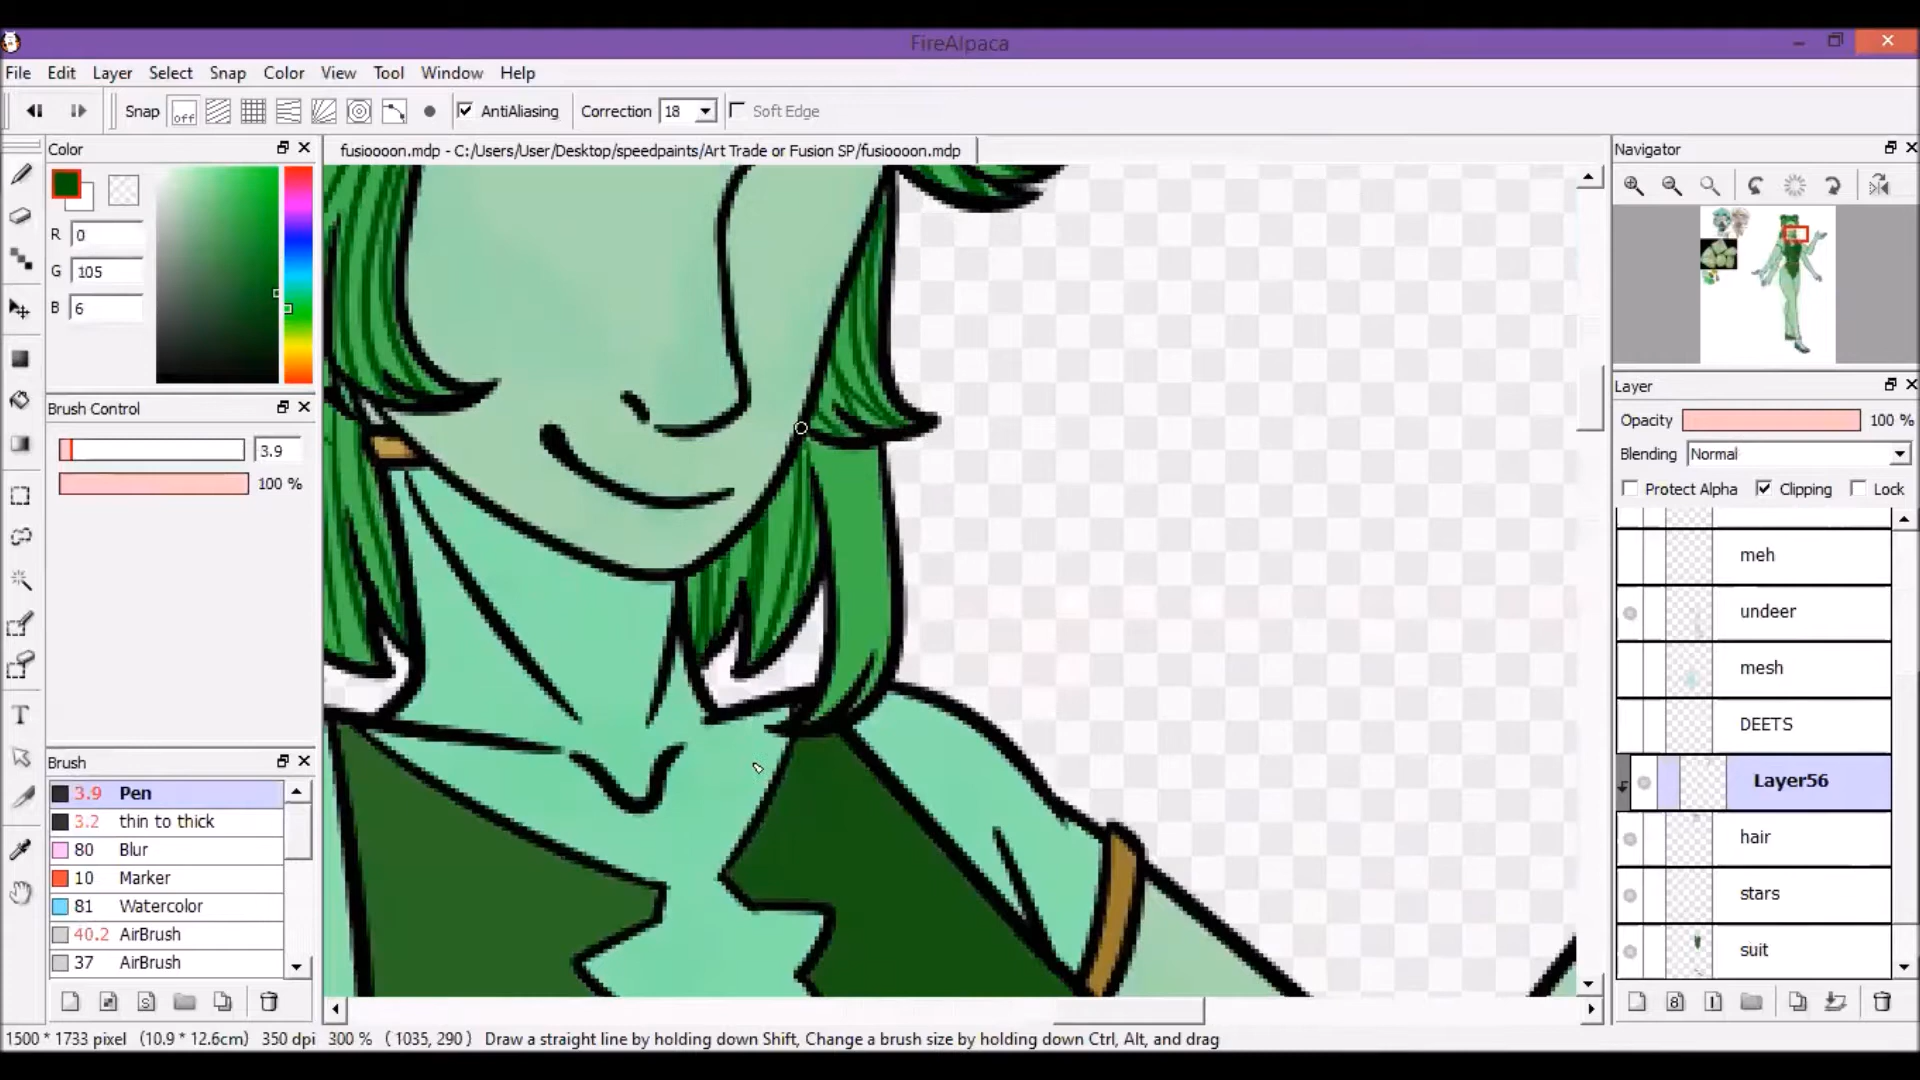 FireAlpaca
File Edit Layer Select Snap Color View Tool Window Help
Snap off AntiAliasing Correction 18 Soft Edge
Color
fusioooon.mdp - C:/Users/User/Desktop/speedpaints/Art Trade or Fusion SP/fusioooon.mdp
Navigator
R 0
G 105
B 6
Layer
Brush Control
Opacity 100 %
3.9
Blending Normal
100 %
Protect Alpha Clipping Lock
meh
undeer
mesh
DEETS
Layer56
hair
stars
suit
Brush
3.9 Pen
3.2 thin to thick
80 Blur
10 Marker
81 Watercolor
40.2 AirBrush
37 AirBrush
1500 * 1733 pixel (10.9 * 12.6cm) 350 dpi 300 % ( 1035, 290 ) Draw a straight line by holding down Shift, Change a brush size by holding down Ctrl, Alt, and drag